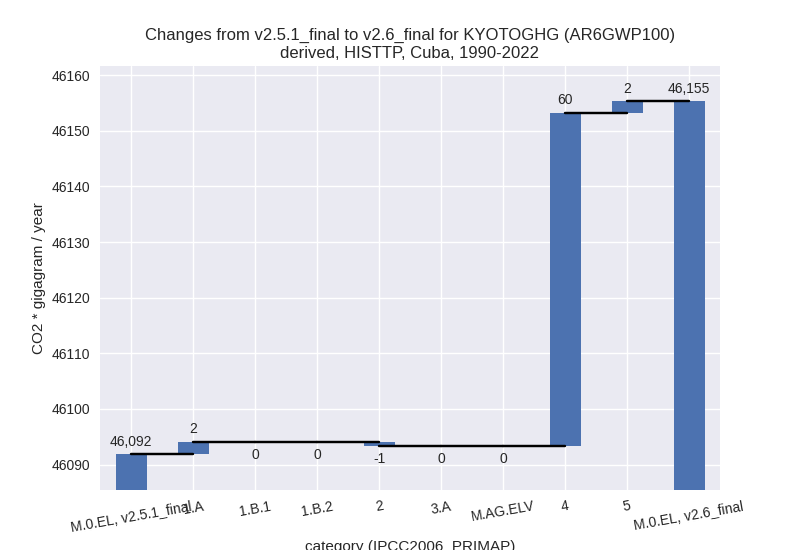 Changes from v2.5.1_final to v2.6_final for KYOTOGHG (AR6GWP100)
derived, HISTTP, Cuba, 1990-2022
CO2 * gigagram / year
46160
46150
46140
46130
46120
46110
46100
46090
46,092
2
0
0
-1
0
0
60
2
46,155
M.0.EL, v2.5.1_final
1.A
1.B.1
1.B.2
2
3.A
M.AG.ELV
4
5
M.0.EL, v2.6_final
category (IPCC2006_PRIMAP)